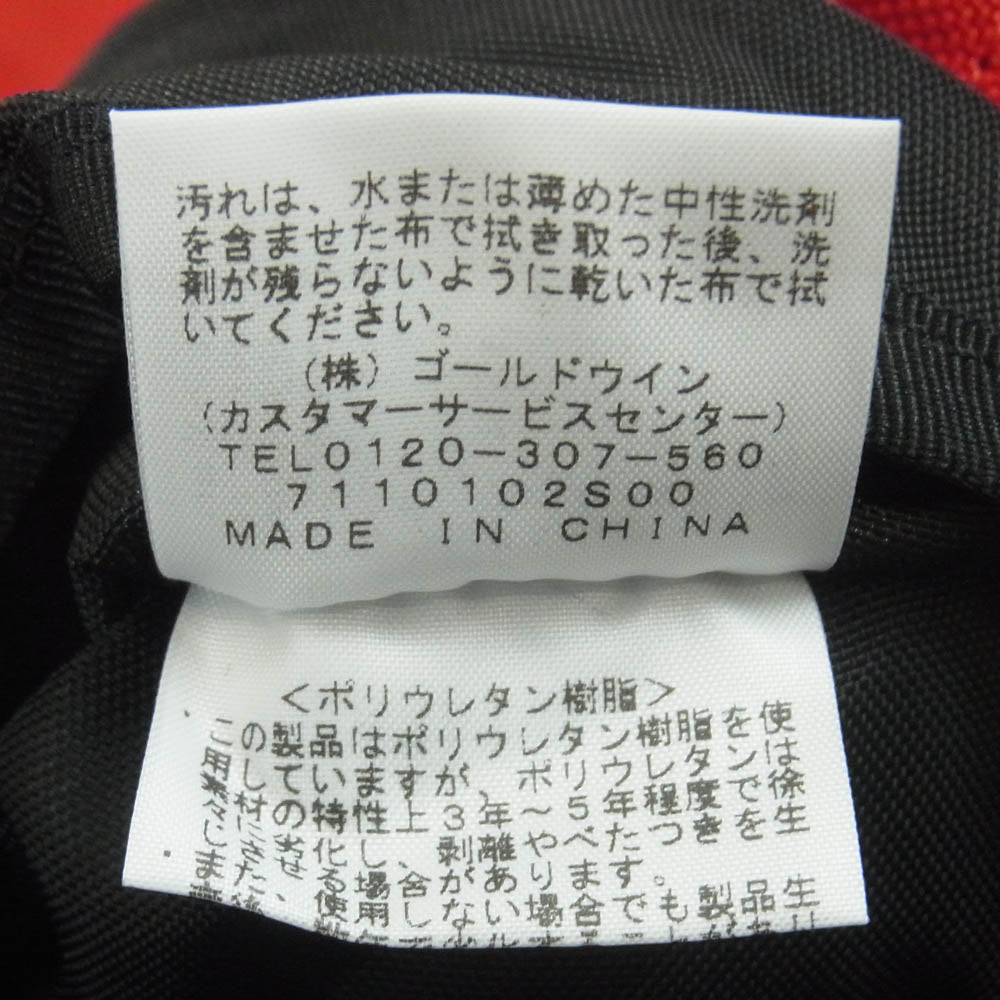 汚れは、水または薄めた中性洗剤
を含ませた布で拭き取った後、洗
剤が残らないように乾いた布で拭
いてください。
(株) ゴールドウイン
(カスタマーサービスセンター)
TEL0120-307-560
7110102S00
MADE IN CHINA
<ポリウレタン樹脂>
この製品はポリウレタン樹脂を使
用していますが、ポリウレタンは
素材の特性上3年~5年程度で徐
々に劣化し、剥離やべたつきを生
じさせる場合があります。
また、使用しない場合でも製品生